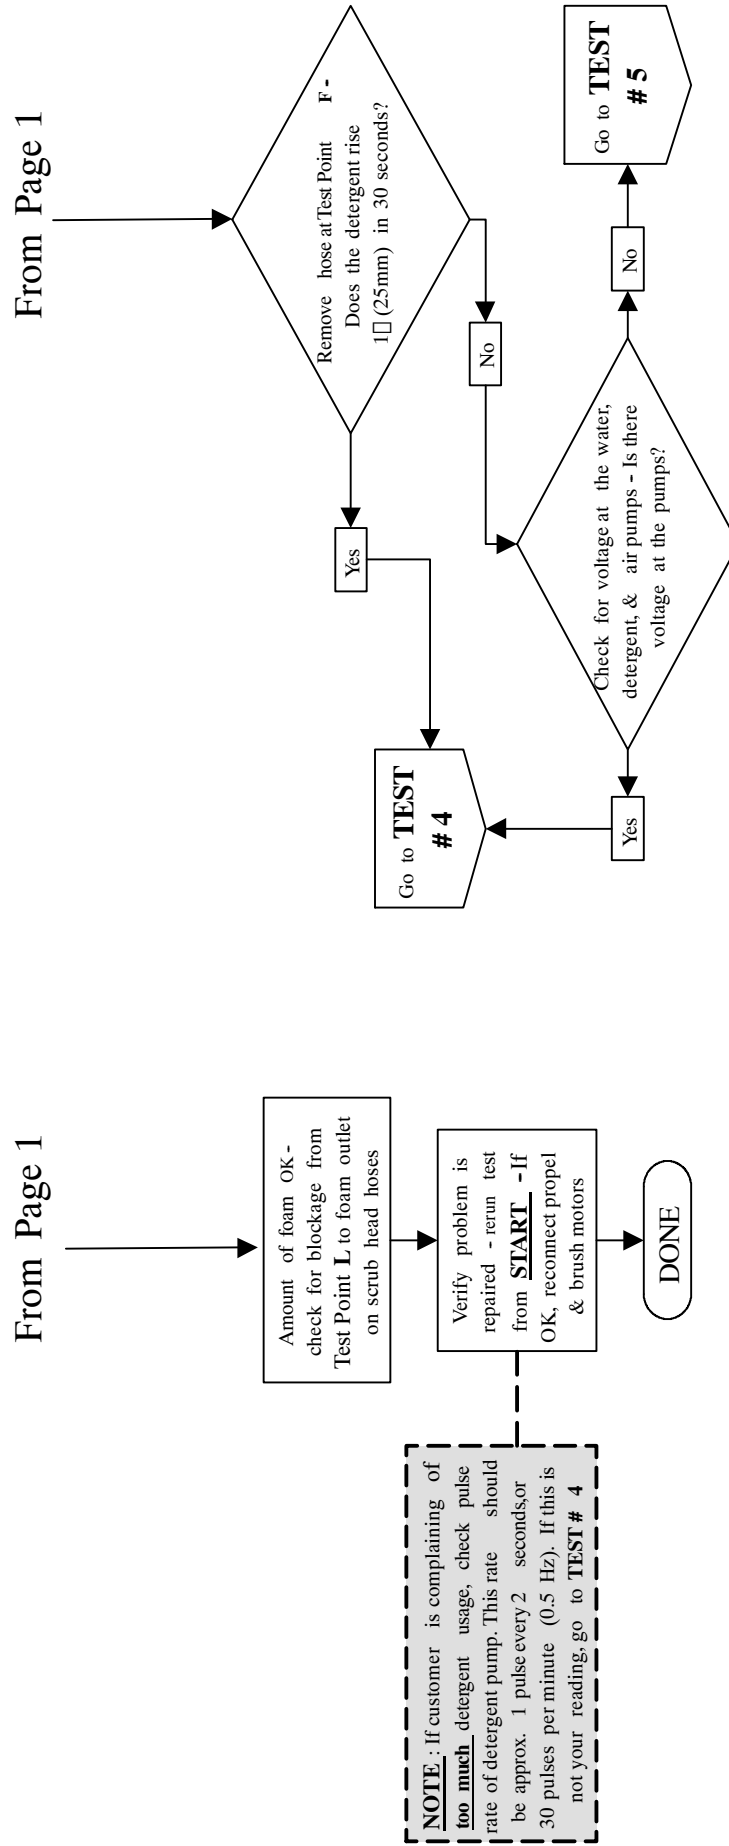 From Page 1
Amount of foam OK -
check for blockage from
Test Point L to foam outlet
on scrub head hoses
Verify problem is
repaired - rerun test
from START - If
OK, reconnect propel
& brush motors
DONE
NOTE : If customer is complaining of
too much detergent usage, check pulse
rate of detergent pump. This rate should
be approx. 1 pulse every 2 seconds,or
30 pulses per minute (0.5 Hz). If this is
not your reading, go to TEST # 4
From Page 1
Remove hose at Test Point F -
Does the detergent rise
1□ (25mm) in 30 seconds?
Yes
No
Go to TEST
# 4
Check for voltage at the water,
detergent, & air pumps - Is there
voltage at the pumps?
Yes
No
Go to TEST
# 5